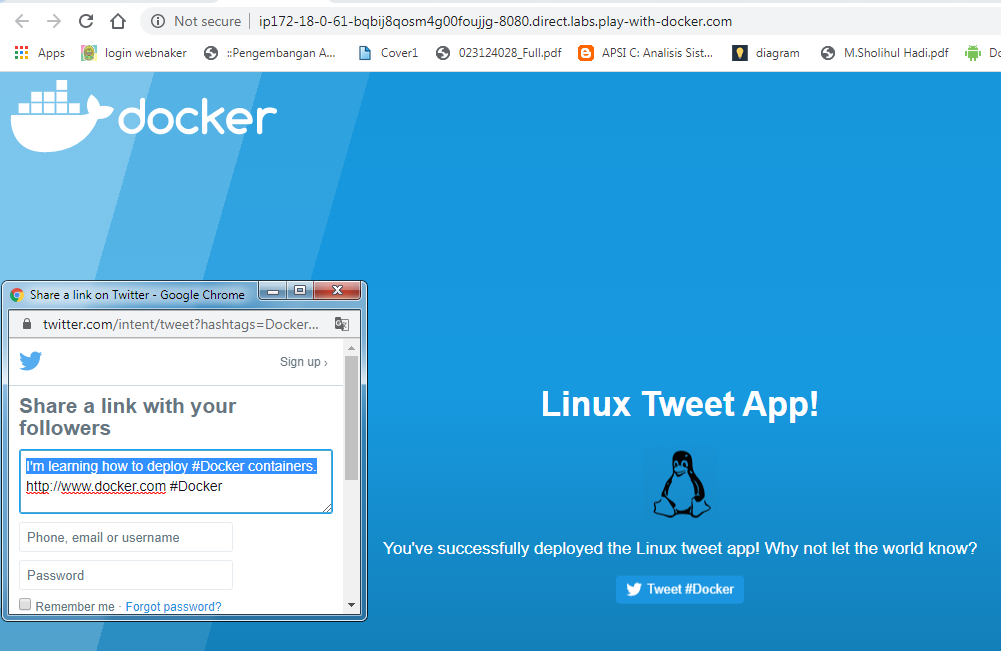 Not secure | ip172-18-0-61-bqbij8qosm4g00foujjg-8080.direct.labs.play-with-docker.com
Apps login webnaker ::Pengembangan A... Cover1 023124028_Full.pdf APSI C: Analisis Sist... diagram M.Sholihul Hadi.pdf Do
docker
Share a link on Twitter - Google Chrome
twitter.com/intent/tweet?hashtags=Docker...
Sign up ›
Share a link with your
followers
I'm learning how to deploy #Docker containers.
http://www.docker.com #Docker
Phone, email or username
Password
Remember me · Forgot password?
Linux Tweet App!
You've successfully deployed the Linux tweet app! Why not let the world know?
Tweet #Docker